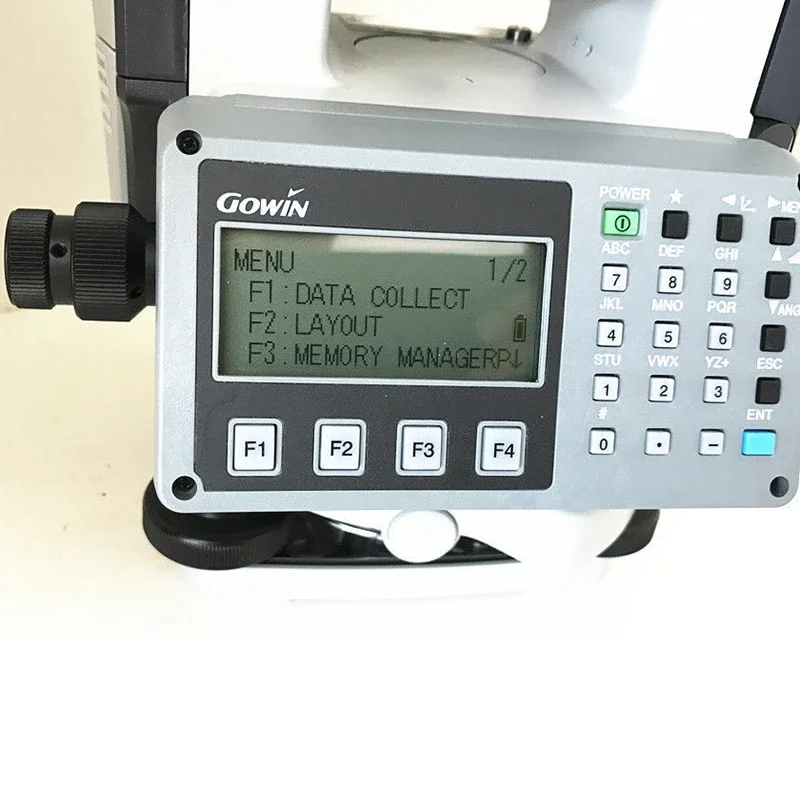 GOWIN
MENU 1/2
F1:DATA COLLECT
F2:LAYOUT
F3:MEMORY MANAGERP↓
F1 F2 F3 F4
POWER ★ ◄ ► MEN
ABC DEF GHI ▲
7 8 9
JKL MNO PQR ▼ ANG
4 5 6
STU VWX YZ+ ESC
1 2 3
# ENT
0 • −